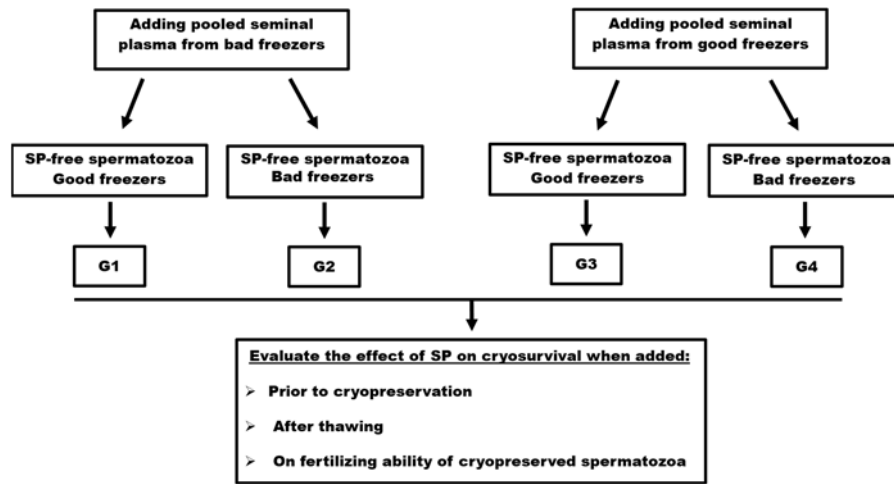 Adding pooled seminal
plasma from bad freezers
Adding pooled seminal
plasma from good freezers
SP-free spermatozoa
Good freezers
SP-free spermatozoa
Bad freezers
SP-free spermatozoa
Good freezers
SP-free spermatozoa
Bad freezers
G1
G2
G3
G4
Evaluate the effect of SP on cryosurvival when added:
➢ Prior to cryopreservation
➢ After thawing
➢ On fertilizing ability of cryopreserved spermatozoa